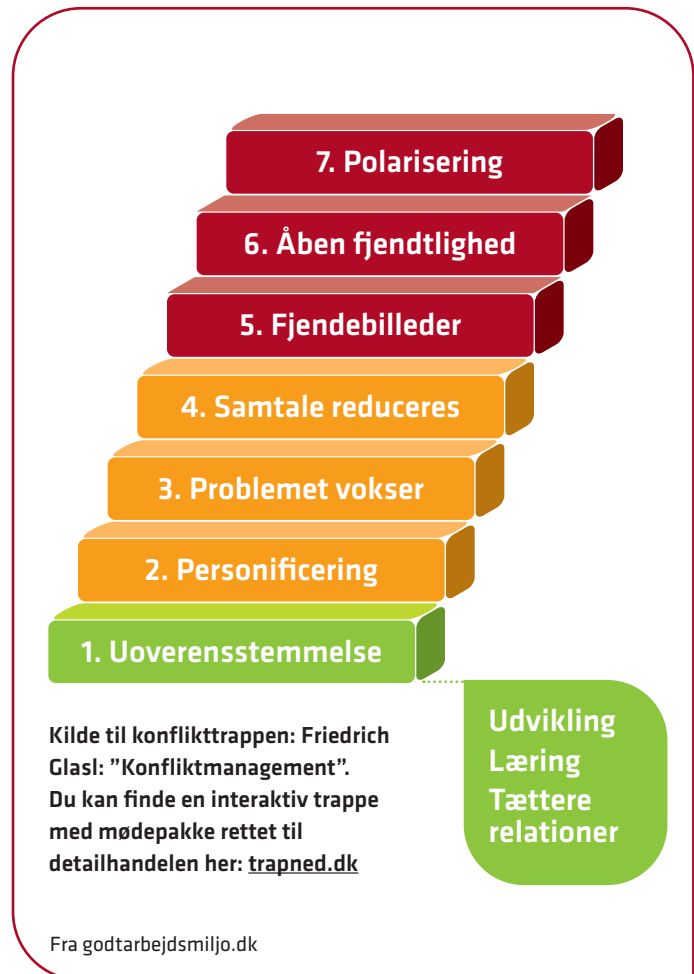 7. Polarisering
6. Åben fjendtlighed
5. Fjendebilleder
4. Samtale reduceres
3. Problemet vokser
2. Personificering
1. Uoverensstemmelse
Kilde til konflikttrappen: Friedrich
Glasl: ”Konfliktmanagement”.
Du kan finde en interaktiv trappe
med mødepakke rettet til
detailhandelen her: trapned.dk
Udvikling
Læring
Tættere
relationer
Fra godtarbejdsmiljo.dk